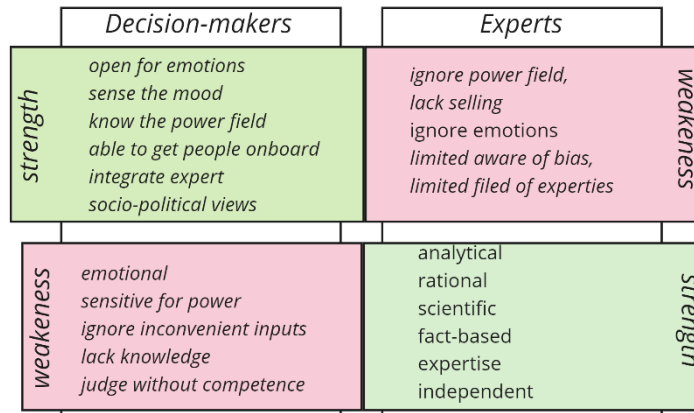 Decision-makers
Experts
strength
open for emotions
sense the mood
know the power field
able to get people onboard
integrate expert
socio-political views
ignore power field,
lack selling
ignore emotions
limited aware of bias,
limited filed of experties
weakeness
weakeness
emotional
sensitive for power
ignore inconvenient inputs
lack knowledge
judge without competence
analytical
rational
scientific
fact-based
expertise
independent
strength